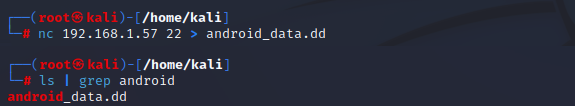 ┌──(root㉿kali)-[/home/kali]
└─# nc 192.168.1.57 22 > android_data.dd
┌──(root㉿kali)-[/home/kali]
└─# ls | grep android
android_data.dd